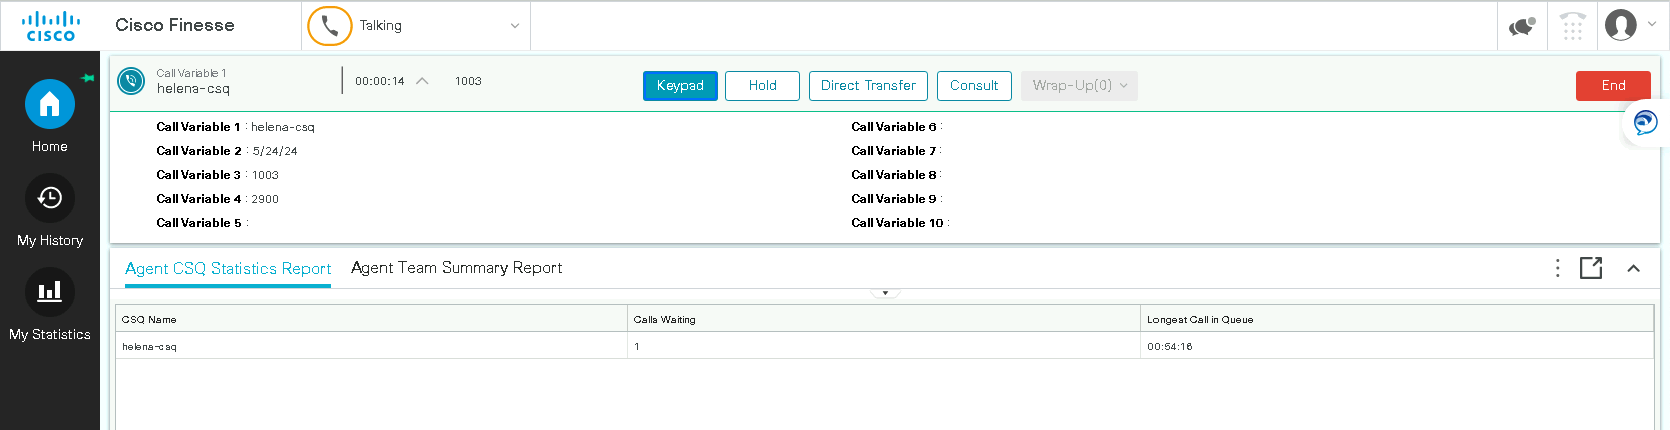 cisco
Cisco Finesse
Talking
Call Variable 1
helena-csq
00:00:14
1003
Keypad
Hold
Direct Transfer
Consult
Wrap-Up(0)
End
Home
My History
My Statistics
Call Variable 1 : helena-csq
Call Variable 2 : 5/24/24
Call Variable 3 : 1003
Call Variable 4 : 2900
Call Variable 5 :
Call Variable 6 :
Call Variable 7 :
Call Variable 8 :
Call Variable 9 :
Call Variable 10 :
Agent CSQ Statistics Report
Agent Team Summary Report
CSQ Name
Calls Waiting
Longest Call in Queue
helena-csq
1
00:54:16